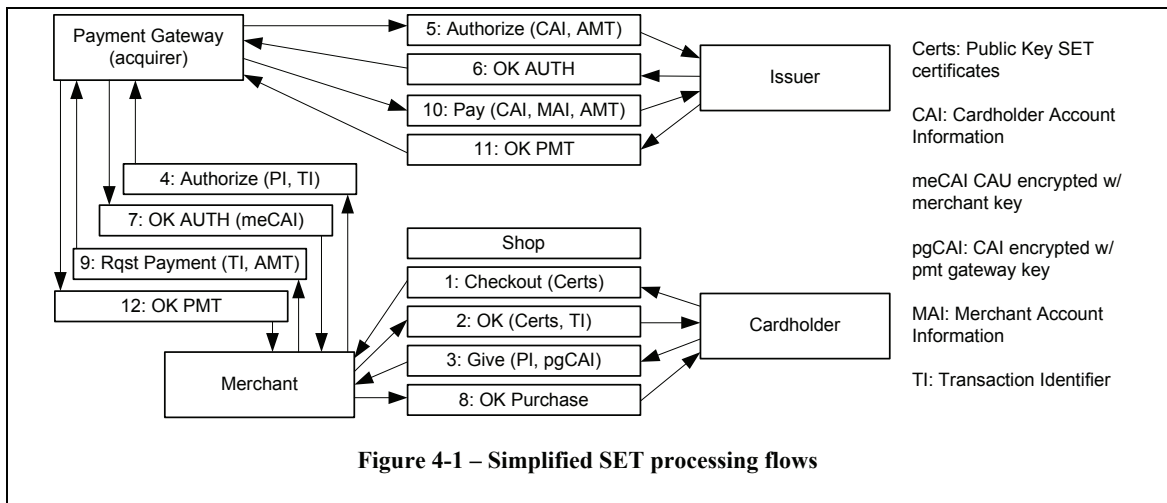 Payment Gateway
(acquirer)
5: Authorize (CAI, AMT)
6: OK AUTH
10: Pay (CAI, MAI, AMT)
11: OK PMT
Issuer
4: Authorize (PI, TI)
7: OK AUTH (meCAI)
9: Rqst Payment (TI, AMT)
12: OK PMT
Merchant
Shop
1: Checkout (Certs)
2: OK (Certs, TI)
3: Give (PI, pgCAI)
8: OK Purchase
Cardholder
Certs: Public Key SET
certificates
CAI: Cardholder Account
Information
meCAI CAU encrypted w/
merchant key
pgCAI: CAI encrypted w/
pmt gateway key
MAI: Merchant Account
Information
TI: Transaction Identifier
Figure 4-1 – Simplified SET processing flows